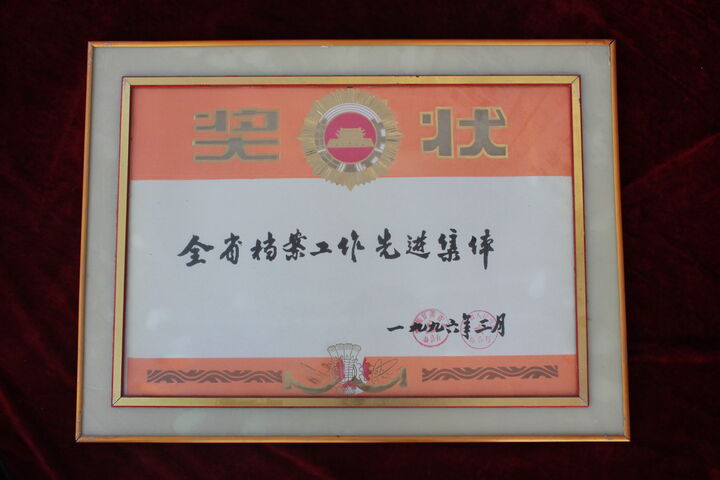 奖状
全省档案工作先进集体
一九九六年三月